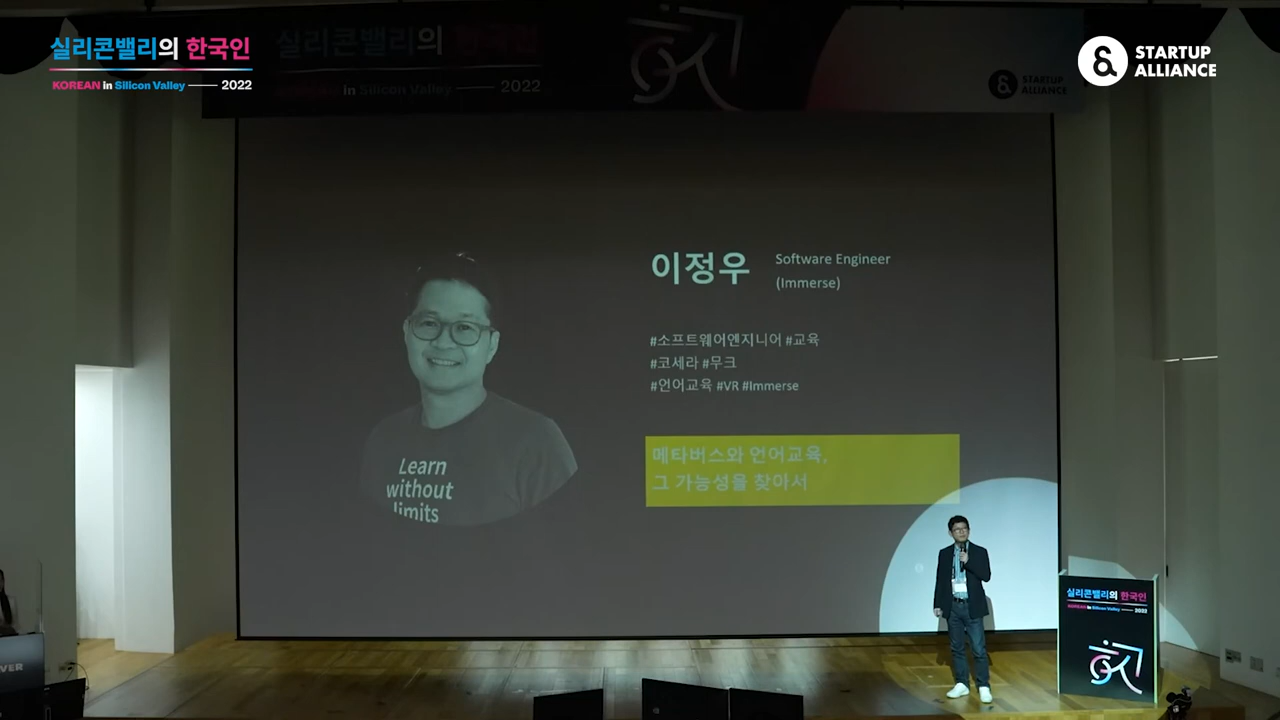 실리콘밸리의 한국인
KOREAN in Silicon Valley 2022
STARTUP
ALLIANCE
실리콘밸리의 한국인
in Silicon Valley 2022
STARTUP
ALLIANCE
이정우
Software Engineer
(Immerse)
#소프트웨어엔지니어 #교육
#코세라 #무크
#언어교육 #VR #Immerse
메타버스와 언어교육,
그 가능성을 찾아서
Learn
without
limits
실리콘밸리의 한국인
KOREAN in Silicon Valley 2022
VER